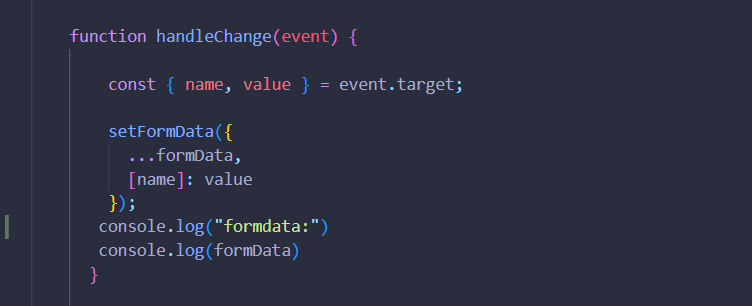 function handleChange(event) {
const { name, value } = event.target;
setFormData({
...formData,
[name]: value
});
console.log("formdata:")
console.log(formData)
}